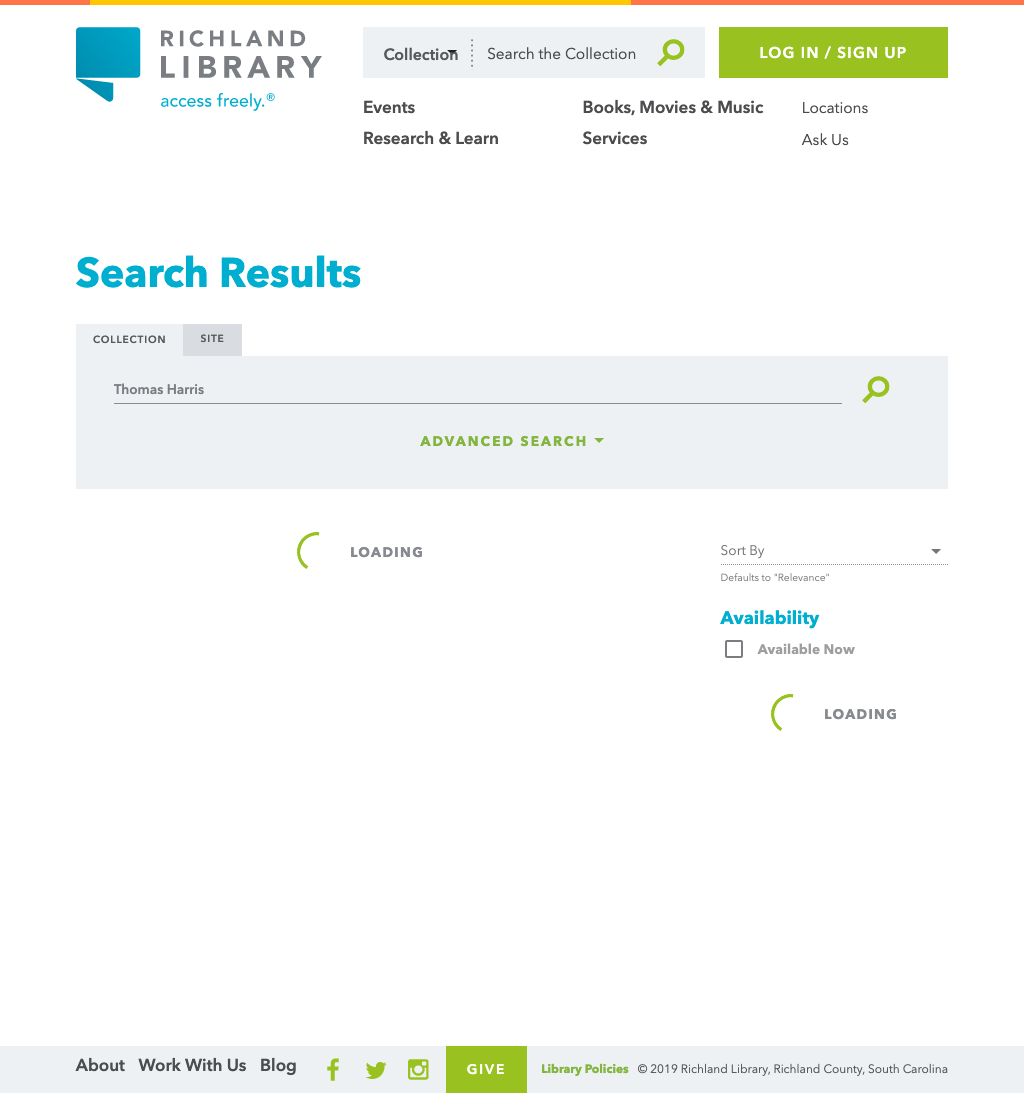 RICHLAND
LIBRARY
access freely.®
Collection
Search the Collection
LOG IN / SIGN UP
Events
Books, Movies & Music
Locations
Research & Learn
Services
Ask Us
Search Results
COLLECTION
SITE
Thomas Harris
ADVANCED SEARCH
LOADING
Sort By
Defaults to "Relevance"
Availability
Available Now
LOADING
About
Work With Us
Blog
GIVE
Library Policies
© 2019 Richland Library, Richland County, South Carolina